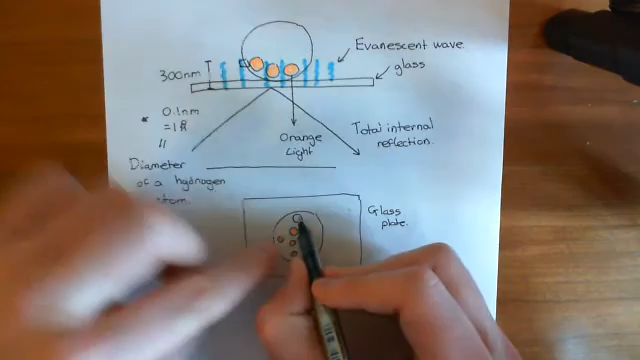 Evanescent wave.
glass
300nm
0.1nm
= 1Å
Orange
Light
Total internal
reflection.
Diameter
of a hydrogen
atom.
Glass
plate.